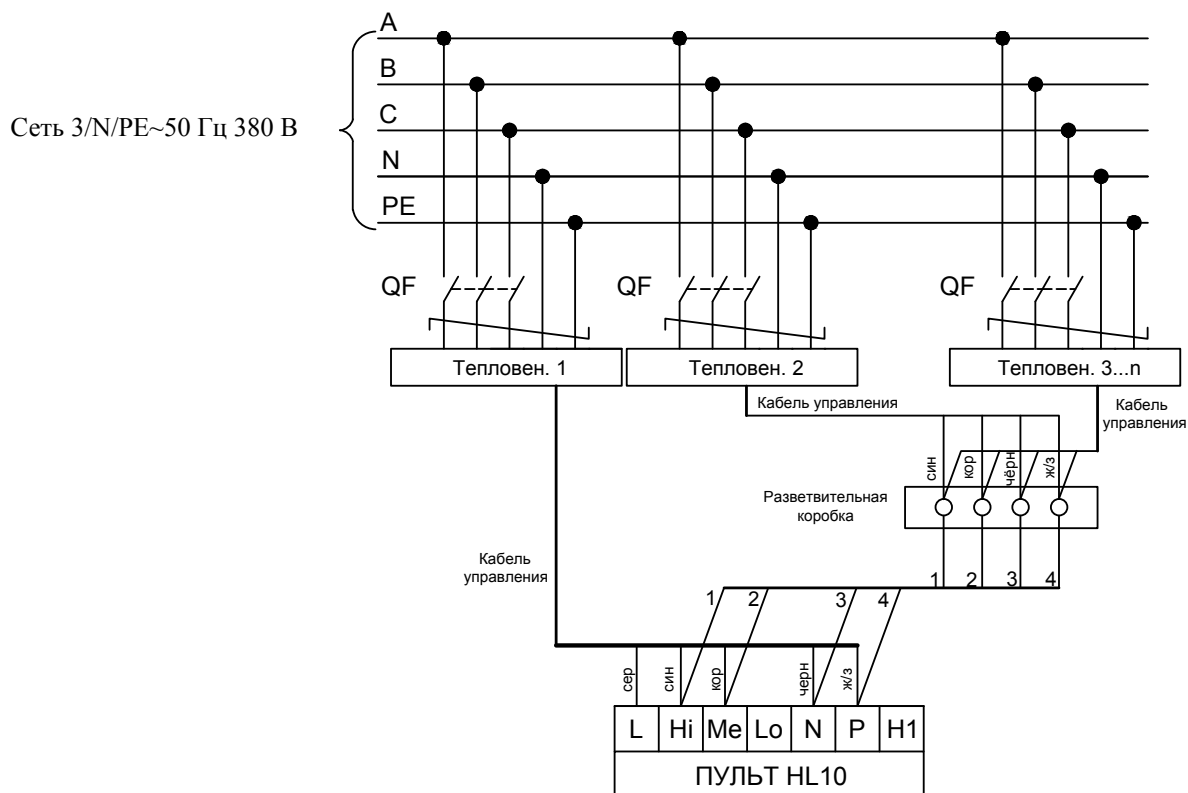 A
B
Сеть 3/N/PE~50 Гц 380 В
C
N
PE
QF QF QF
Тепловен. 1 Тепловен. 2 Тепловен. 3...n
Кабель управления
Кабель
управления
син кор чёрн ж/з
Разветвительная
коробка
Кабель
управления
1 2 3 4
1 2 3 4
сер син кор черн ж/з
L Hi Me Lo N P H1
ПУЛЬТ HL10